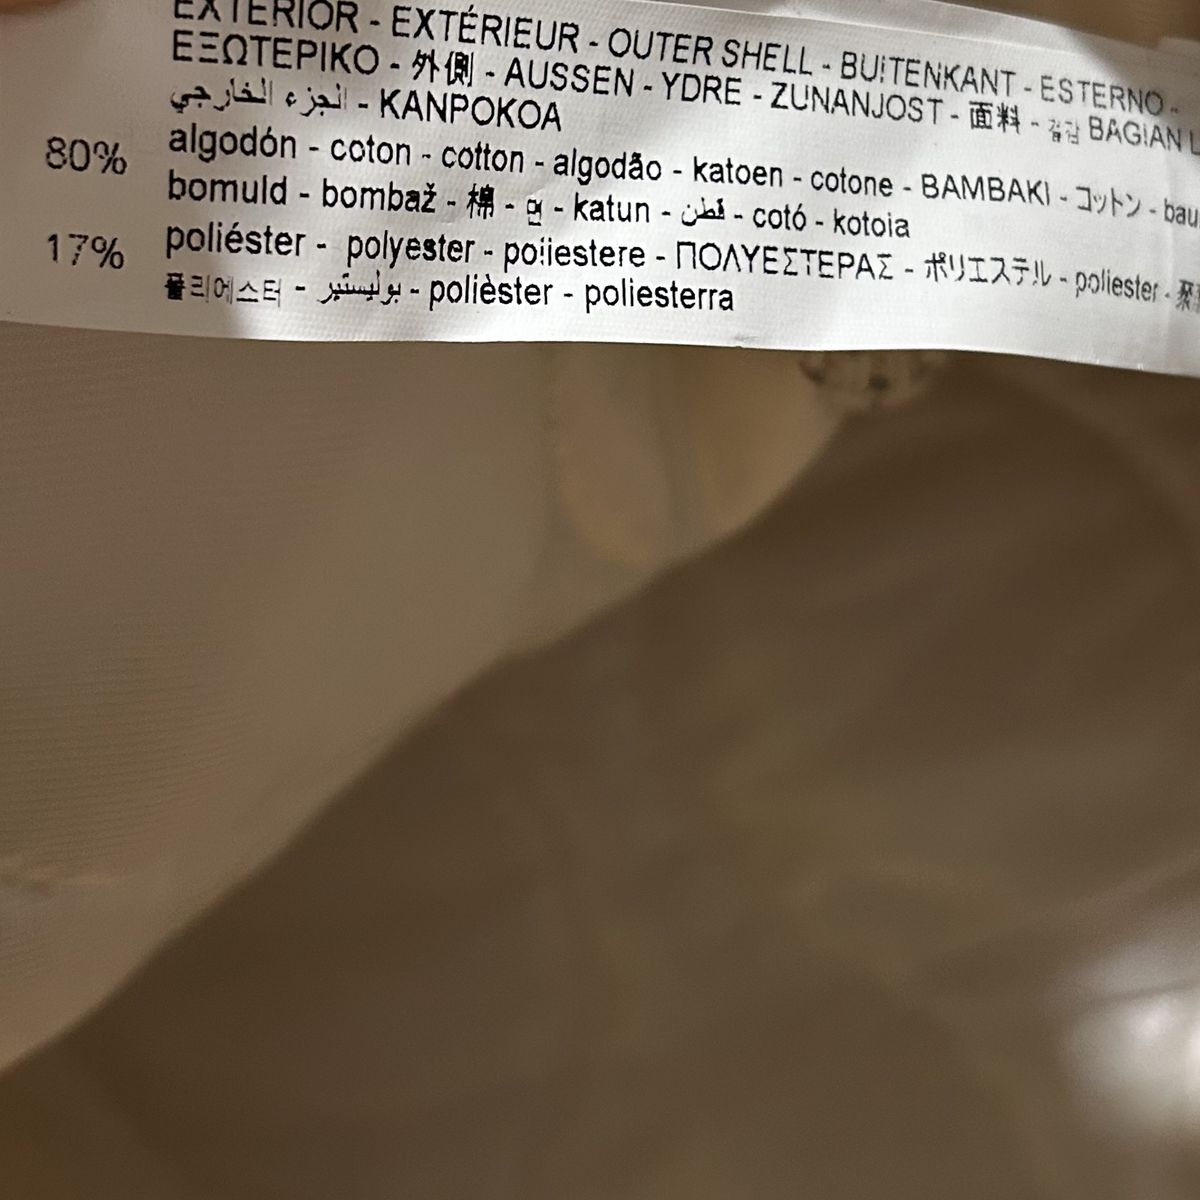 EXTERIOR - EXTÉRIEUR - OUTER SHELL - BUITENKANT - ESTERNO -
ΕΞΩΤΕΡΙΚΟ - 外側 - AUSSEN - YDRE - ZUNANJOST - 面料 - 겉감 BAGIAN L
الجزء الخارجي - KANPOKOA
80% algodón - coton - cotton - algodão - katoen - cotone - BAMBAKI - コットン - bau
bomuld - bombaž - 棉 - 면 - katun - قطن - cotó - kotoia
17% poliéster - polyester - poliestere - ΠΟΛΥΕΣΤΕΡΑΣ - ポリエステル - poliester - 聚
폴리에스터 - بوليستير - polièster - poliesterra